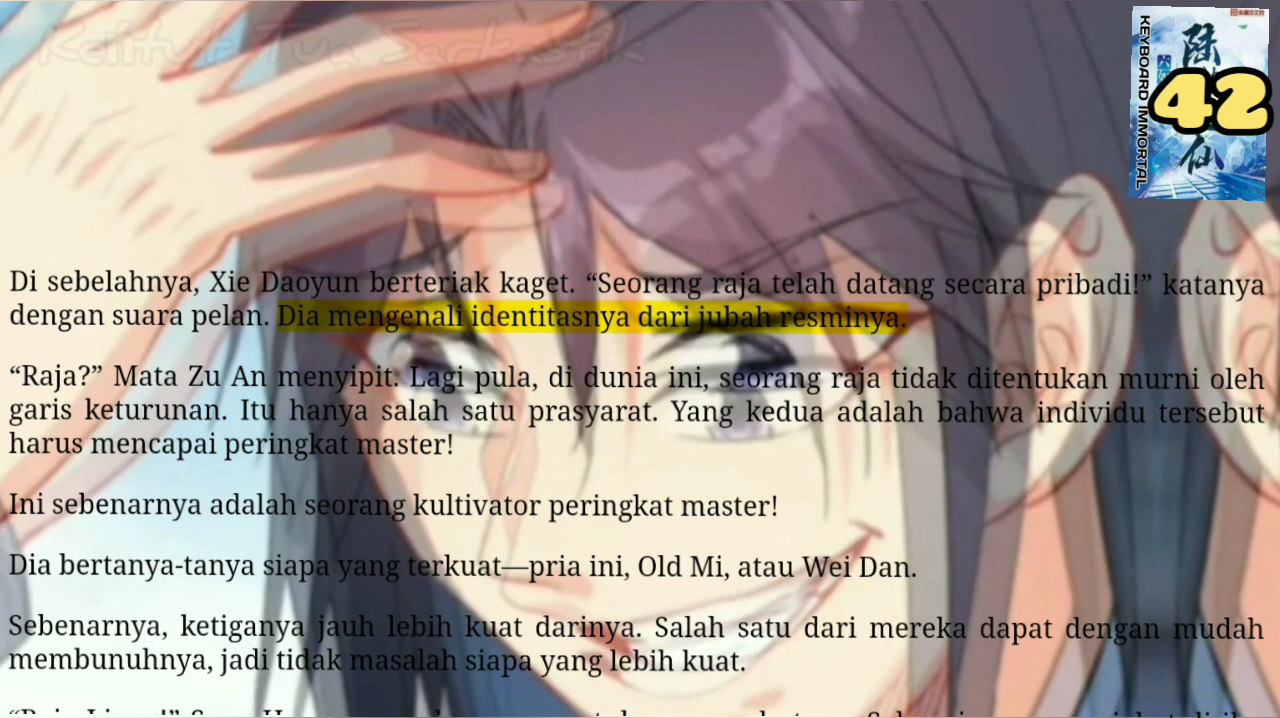 Kelihut Tua Sarkastik
KEYBOARD IMMORTAL
42
仙
Di sebelahnya, Xie Daoyun berteriak kaget. “Seorang raja telah datang secara pribadi!” katanya
dengan suara pelan. Dia mengenali identitasnya dari jubah resminya.
“Raja?” Mata Zu An menyipit. Lagi pula, di dunia ini, seorang raja tidak ditentukan murni oleh
garis keturunan. Itu hanya salah satu prasyarat. Yang kedua adalah bahwa individu tersebut
harus mencapai peringkat master!
Ini sebenarnya adalah seorang kultivator peringkat master!
Dia bertanya-tanya siapa yang terkuat—pria ini, Old Mi, atau Wei Dan.
Sebenarnya, ketiganya jauh lebih kuat darinya. Salah satu dari mereka dapat dengan mudah
membunuhnya, jadi tidak masalah siapa yang lebih kuat.